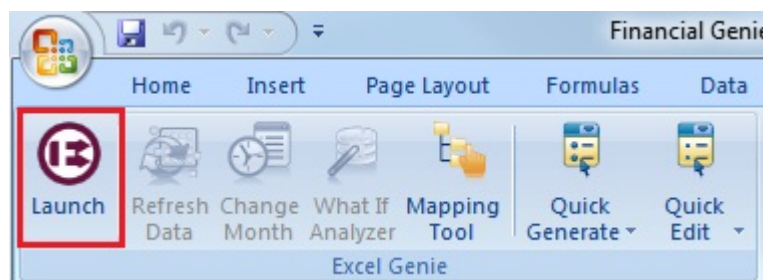 Financial Genie
Home Insert Page Layout Formulas Data
Launch Refresh Change What If Mapping Quick Quick
Data Month Analyzer Tool Generate Edit
Excel Genie